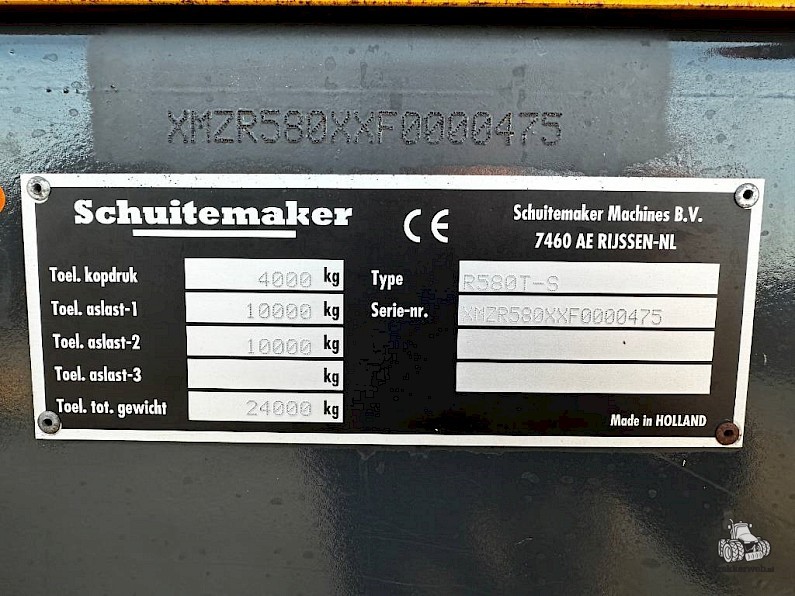 XMZR580XXF0000475
Schuitemaker
CE
Schuitemaker Machines B.V.
7460 AE RIJSSEN-NL
Toel. kopdruk 4000 kg
Toel. aslast-1 10000 kg
Toel. aslast-2 10000 kg
Toel. aslast-3 kg
Toel. tot. gewicht 24000 kg
Type R580T-S
Serie-nr. XMZR580XXF0000475
Made in HOLLAND